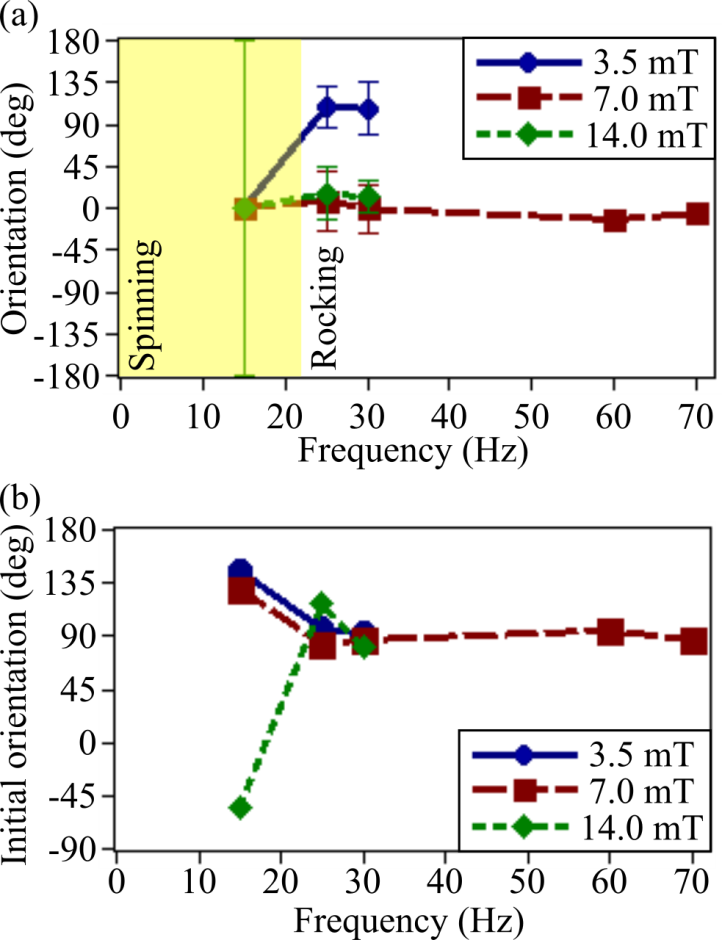 (a)
180
135
90
45
0
-45
-90
-135
-180
Orientation (deg)
Spinning
Rocking
3.5 mT
7.0 mT
14.0 mT
0 10 20 30 40 50 60 70
Frequency (Hz)
(b)
180
135
90
45
0
-45
-90
Initial orientation (deg)
3.5 mT
7.0 mT
14.0 mT
0 10 20 30 40 50 60 70
Frequency (Hz)